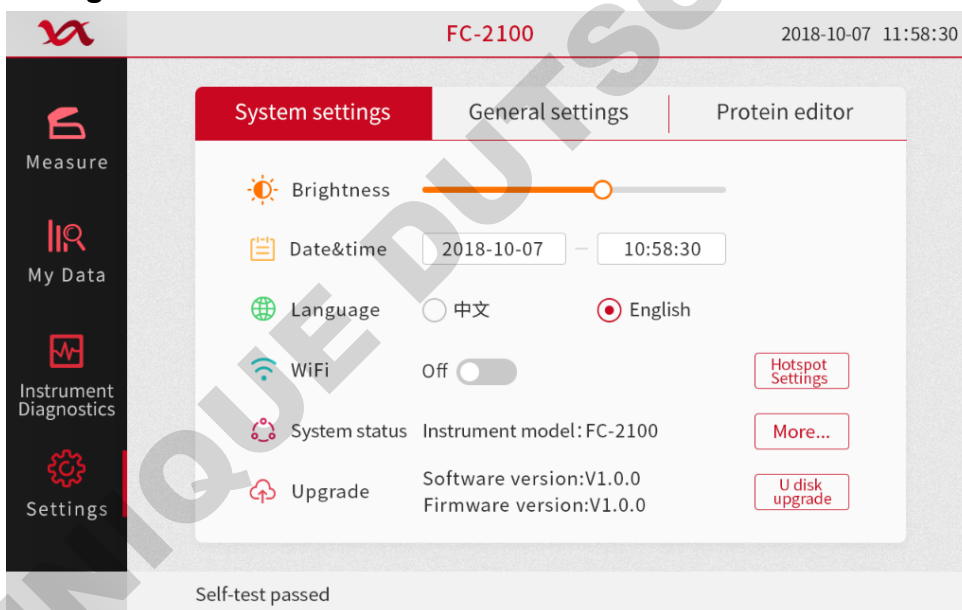 FC-2100
2018-10-07 11:58:30
Measure
My Data
Instrument
Diagnostics
Settings
System settings
General settings
Protein editor
Brightness
Date&time
2018-10-07 – 10:58:30
Language
中文
English
WiFi
Off
Hotspot
Settings
System status
Instrument model:FC-2100
More...
Upgrade
Software version:V1.0.0
Firmware version:V1.0.0
U disk
upgrade
Self-test passed